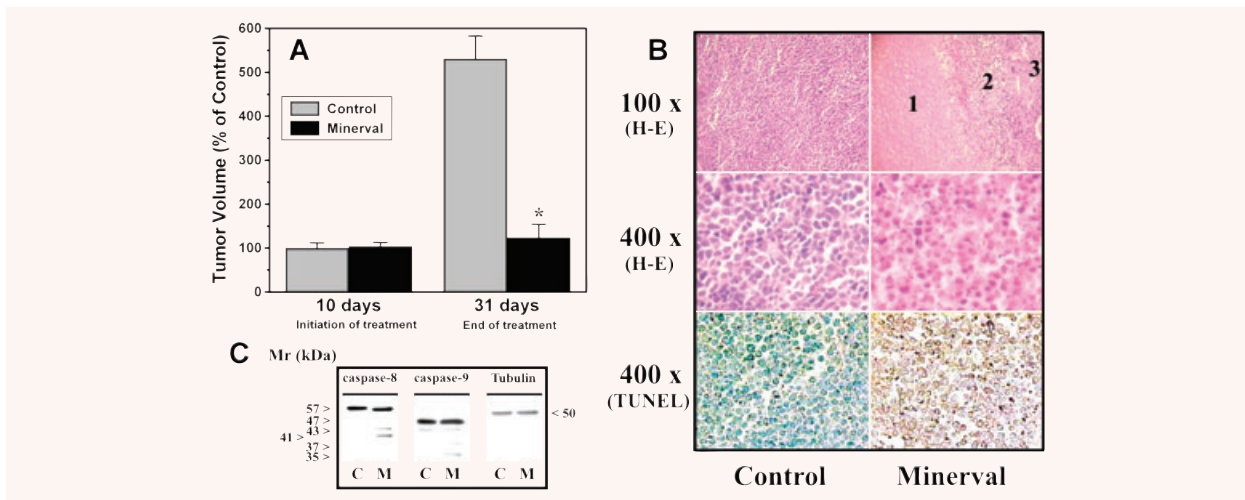 A
Tumor Volume (% of Control)
600
500
400
300
200
100
0
Control
Minerval
*
10 days
31 days
Initiation of treatment
End of treatment
B
100 x
(H-E)
1
2
3
400 x
(H-E)
400 x
(TUNEL)
Control
Minerval
C
Mr (kDa)
caspase-8
caspase-9
Tubulin
57 >
47 >
43 >
41 >
37 >
35 >
< 50
C M
C M
C M